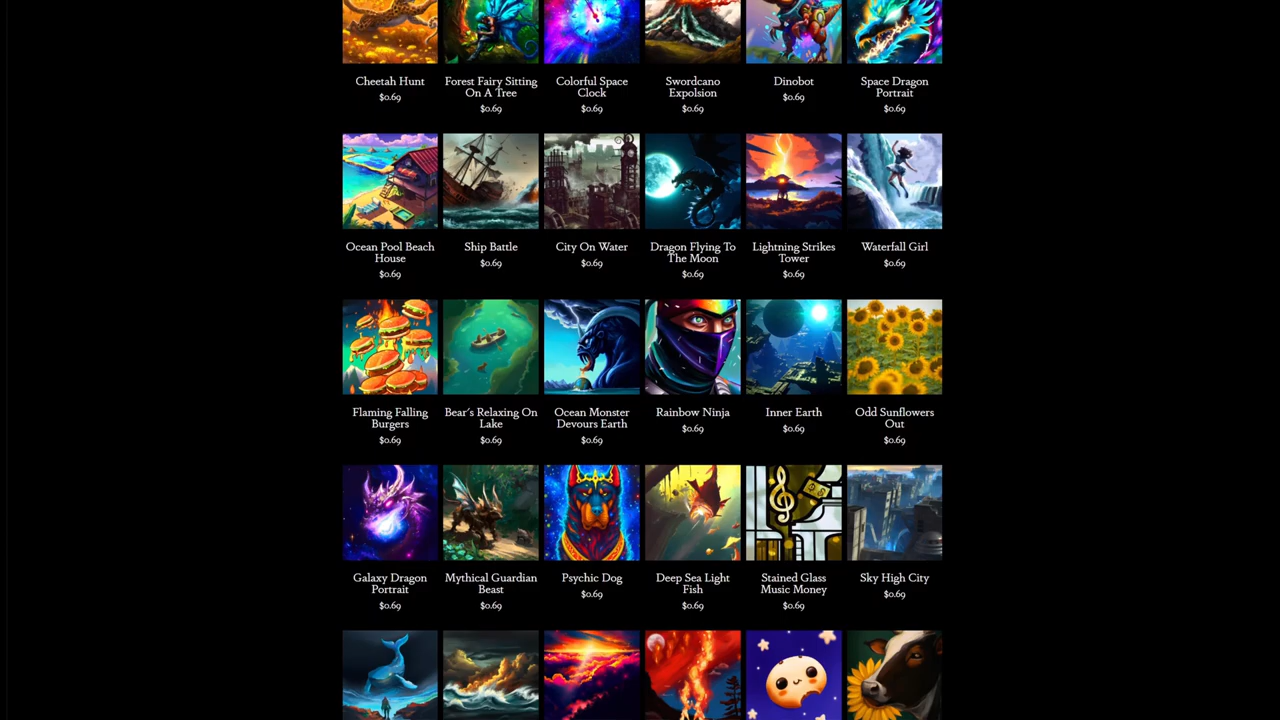 Cheetah Hunt
$0.69
Forest Fairy Sitting
On A Tree
$0.69
Colorful Space
Clock
$0.69
Swordcano
Expolsion
$0.69
Dinobot
$0.69
Space Dragon
Portrait
$0.69
Ocean Pool Beach
House
$0.69
Ship Battle
$0.69
City On Water
$0.69
Dragon Flying To
The Moon
$0.69
Lightning Strikes
Tower
$0.69
Waterfall Girl
$0.69
Flaming Falling
Burgers
$0.69
Bear's Relaxing On
Lake
$0.69
Ocean Monster
Devours Earth
$0.69
Rainbow Ninja
$0.69
Inner Earth
$0.69
Odd Sunflowers
Out
$0.69
Galaxy Dragon
Portrait
$0.69
Mythical Guardian
Beast
$0.69
Psychic Dog
$0.69
Deep Sea Light
Fish
$0.69
Stained Glass
Music Money
$0.69
Sky High City
$0.69